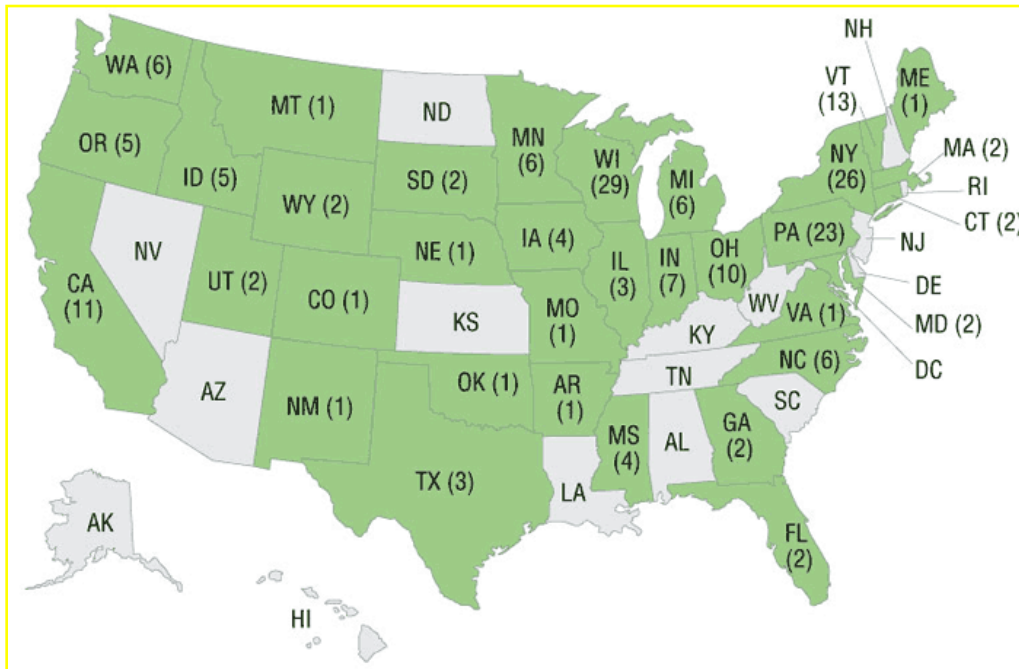 NH
WA (6)
VT
(13)
ME
(1)
MT (1)
ND
MN
(6)
OR (5)
ID (5)
WI
(29)
NY
(26)
MA (2)
SD (2)
MI
(6)
RI
WY (2)
CT (2)
IA (4)
PA (23)
NJ
NE (1)
NV
IL
(3)
IN
(7)
OH
(10)
CA
(11)
UT (2)
CO (1)
DE
MO
(1)
WV
VA (1)
MD (2)
KS
KY
NC (6)
DC
TN
AZ
OK (1)
AR
(1)
NM (1)
SC
MS
(4)
AL
GA
(2)
TX (3)
LA
AK
FL
(2)
HI